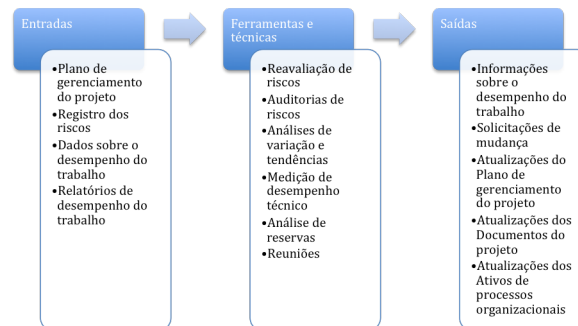 Entradas
•Plano de
gerenciamento
do projeto
•Registro dos
riscos
•Dados sobre o
desempenho do
trabalho
•Relatórios de
desempenho do
trabalho
Ferramentas e
técnicas
•Reavaliação de
riscos
•Auditorias de
riscos
•Análises de
variação e
tendências
•Medição de
desempenho
técnico
•Análise de
reservas
•Reuniões
Saídas
•Informações
sobre o
desempenho do
trabalho
•Solicitações de
mudança
•Atualizações do
Plano de
gerenciamento
do projeto
•Atualizações dos
Documentos do
projeto
•Atualizações dos
Ativos de
processos
organizacionais